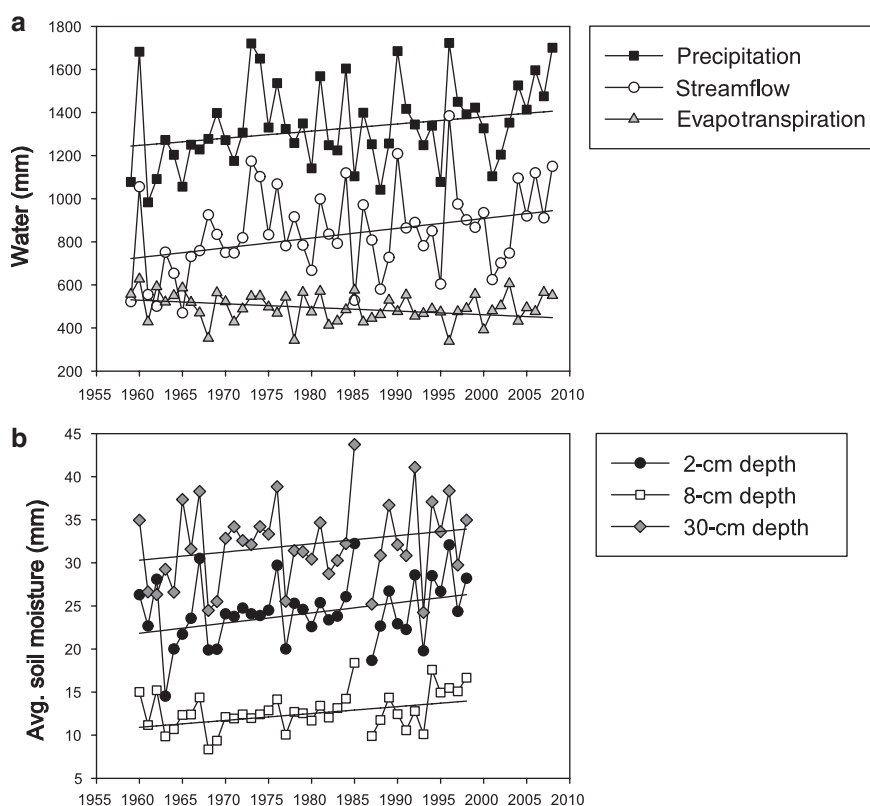 a
1800
1600
1400
1200
1000
800
600
400
200
Water (mm)
1955 1960 1965 1970 1975 1980 1985 1990 1995 2000 2005 2010
Precipitation
Streamflow
Evapotranspiration
b
45
40
35
30
25
20
15
10
5
Avg. soil moisture (mm)
1955 1960 1965 1970 1975 1980 1985 1990 1995 2000 2005 2010
2-cm depth
8-cm depth
30-cm depth